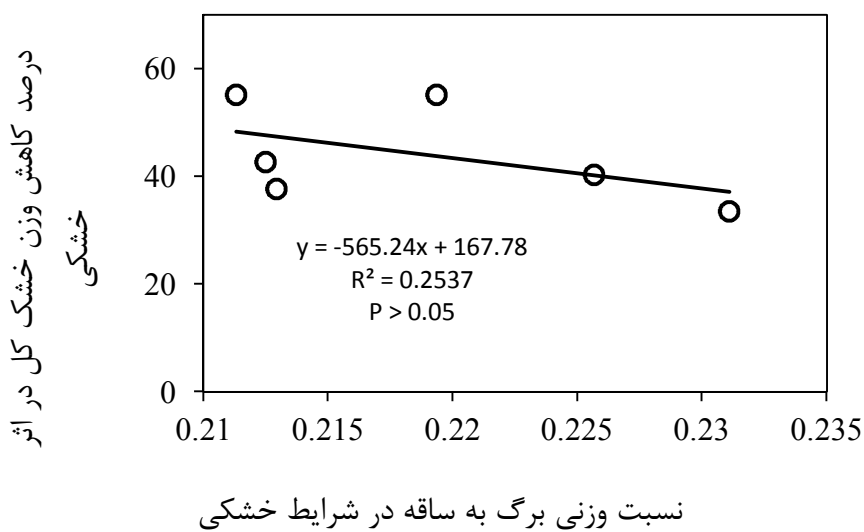 درصد کاهش وزن خشک کل در اثر
خشکی
60
40
20
0
y = -565.24x + 167.78
R² = 0.2537
P > 0.05
0.21 0.215 0.22 0.225 0.23 0.235
نسبت وزنی برگ به ساقه در شرایط خشکی